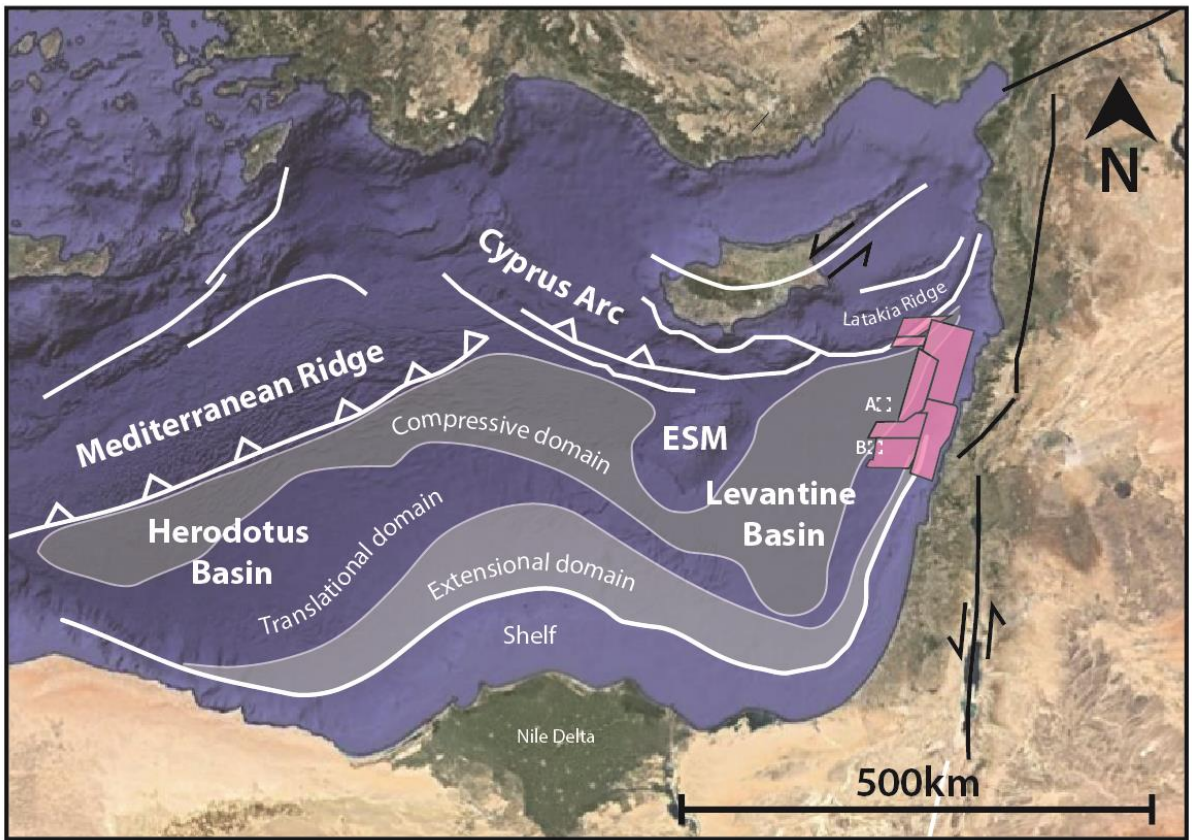 N
Cyprus Arc
Latakia Ridge
Mediterranean Ridge
A
Compressive domain
ESM
B
Levantine
Basin
Herodotus
Basin
Translational domain
Extensional domain
Shelf
Nile Delta
500km